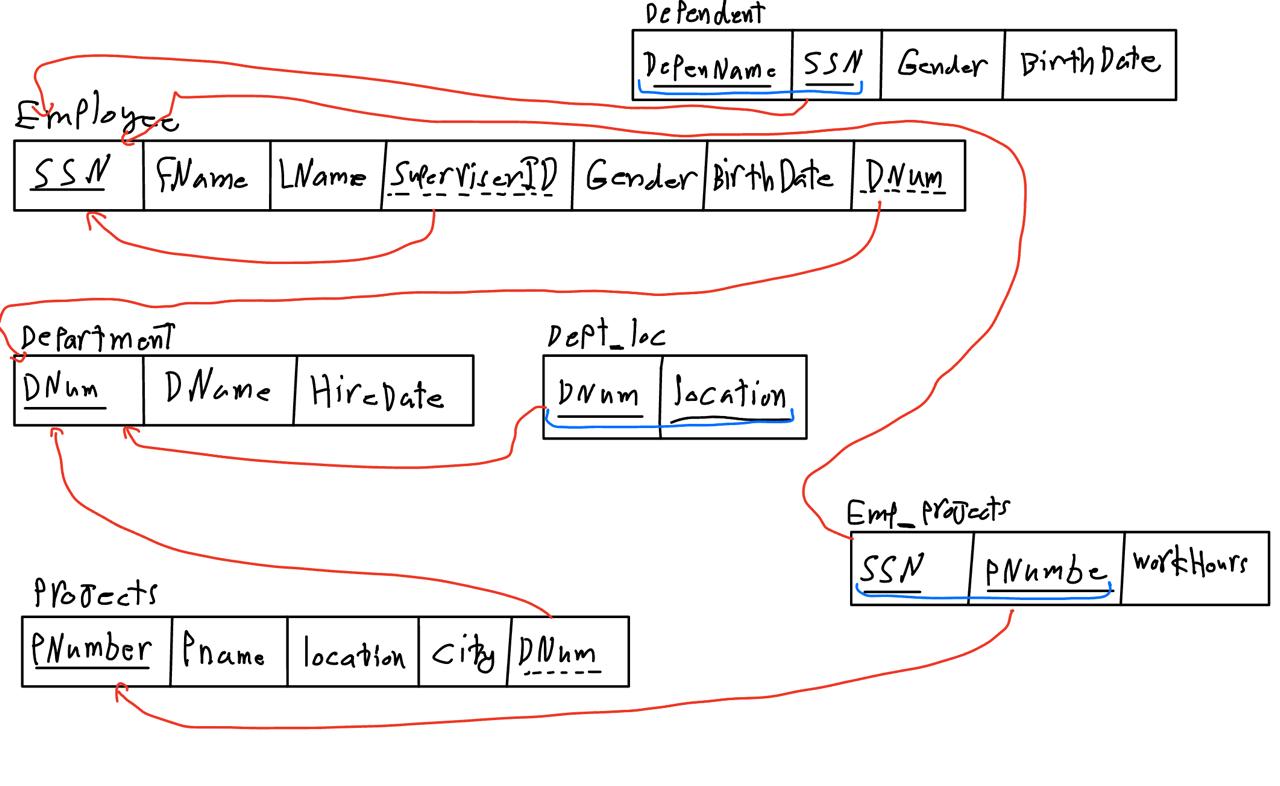 Dependent
DepenName SSN Gender BirthDate
Employee
SSN FName LName SuperviserID Gender BirthDate DNum
Department
DNum DName HireDate
Dept_loc
DNum location
Emp_projects
SSN PNumbe workHours
Projects
PNumber Pname location City DNum